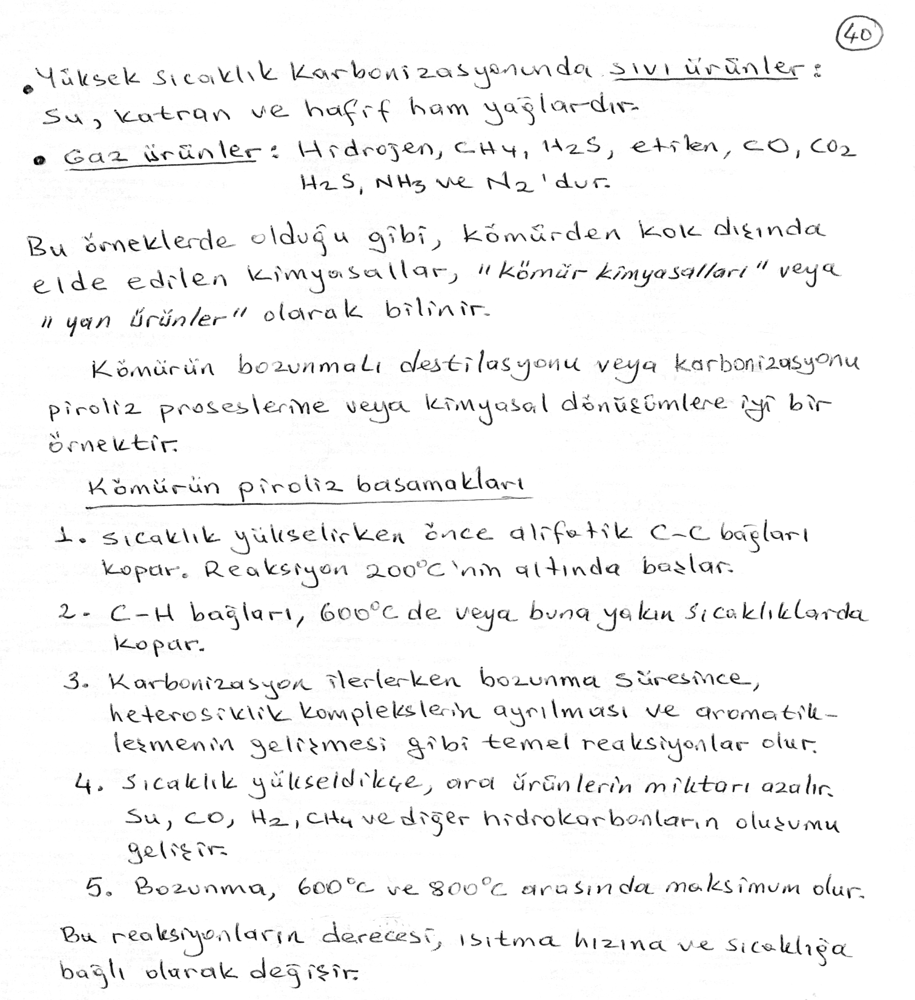 40
• Yüksek sıcaklık karbonizasyonunda sıvı ürünler:
Su, katran ve hafif ham yağlardır.
• Gaz ürünler: Hidrojen, CH4, H2S, etilen, CO, CO2
H2S, NH3 ve N2'dur.
Bu örneklerde olduğu gibi, kömürden kok dışında
elde edilen kimyasallar, "kömür kimyasalları" veya
"yan ürünler" olarak bilinir.
Kömürün bozunmalı destilasyonu veya karbonizasyonu
piroliz proseslerine veya kimyasal dönüşümlere iyi bir
örnektir.
Kömürün piroliz basamakları
1. Sıcaklık yükselirken önce alifatik C-C bağları
kopar. Reaksiyon 200°C'nin altında başlar.
2. C-H bağları, 600°C de veya buna yakın sıcaklıklarda
kopar.
3. Karbonizasyon ilerlerken bozunma süresince,
heterosiklik komplekslerin ayrılması ve aromatik-
leşmenin gelişmesi gibi temel reaksiyonlar olur.
4. Sıcaklık yükseldikçe, ara ürünlerin miktarı azalır.
Su, CO, H2, CH4 ve diğer hidrokarbonların oluşumu
gelişir.
5. Bozunma, 600°C ve 800°C arasında maksimum olur.
Bu reaksiyonların derecesi, ısıtma hızına ve sıcaklığa
bağlı olarak değişir.